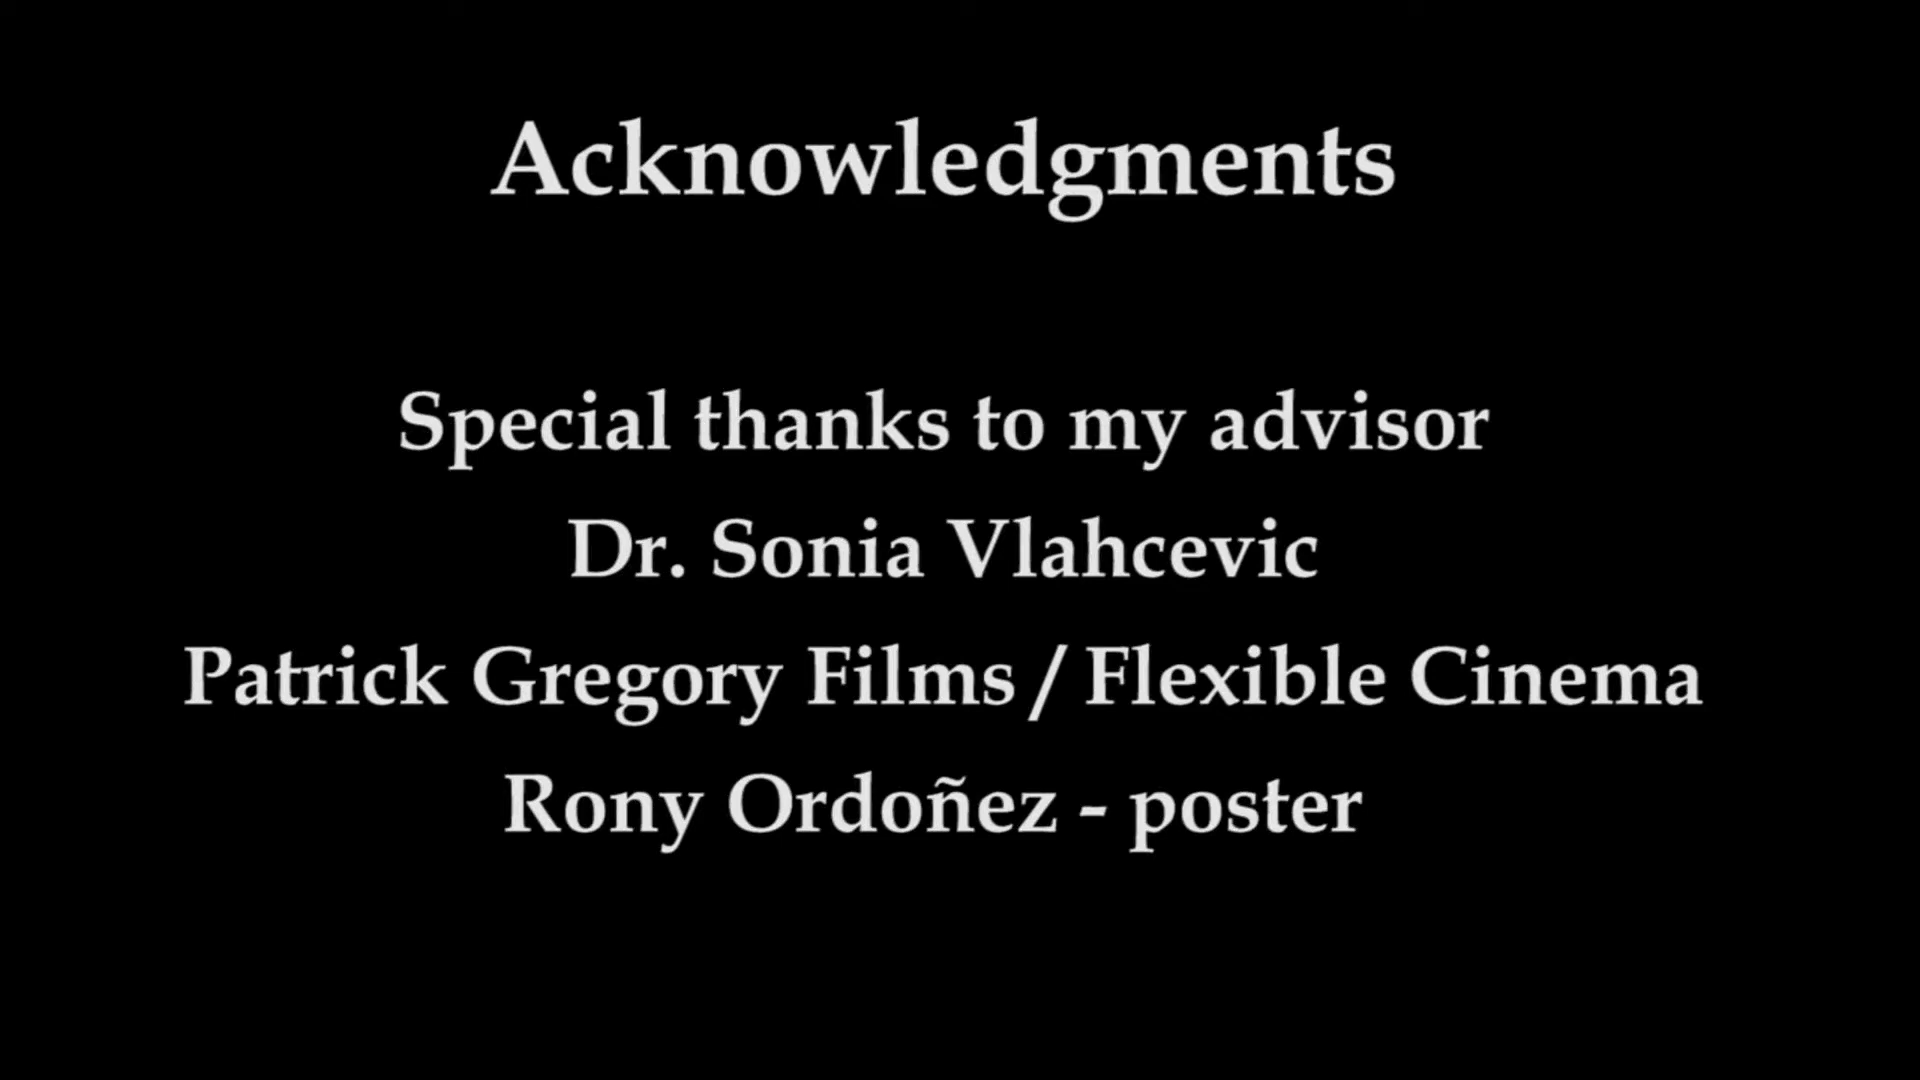 Acknowledgments
Special thanks to my advisor
Dr. Sonia Vlahcevic
Patrick Gregory Films / Flexible Cinema
Rony Ordoñez - poster